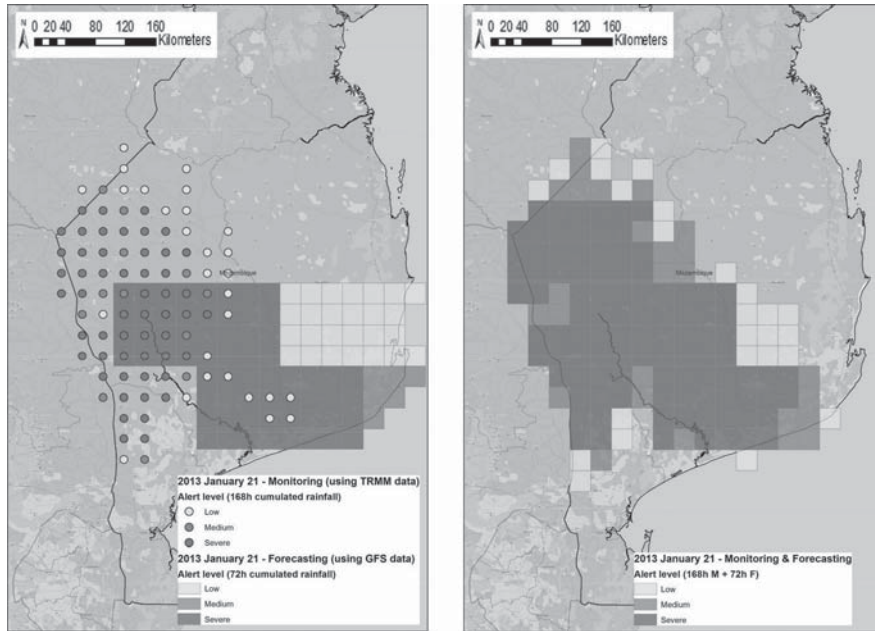 N
0 20 40 80 120 160
Kilometers
Mozambique
2013 January 21 - Monitoring (using TRMM data)
Alert level (168h cumulated rainfall)
Low
Medium
Severe
2013 January 21 - Forecasting (using GFS data)
Alert level (72h cumulated rainfall)
Low
Medium
Severe
N
0 20 40 80 120 160
Kilometers
Mozambique
2013 January 21 - Monitoring & Forecasting
Alert level (168h M + 72h F)
Low
Medium
Severe